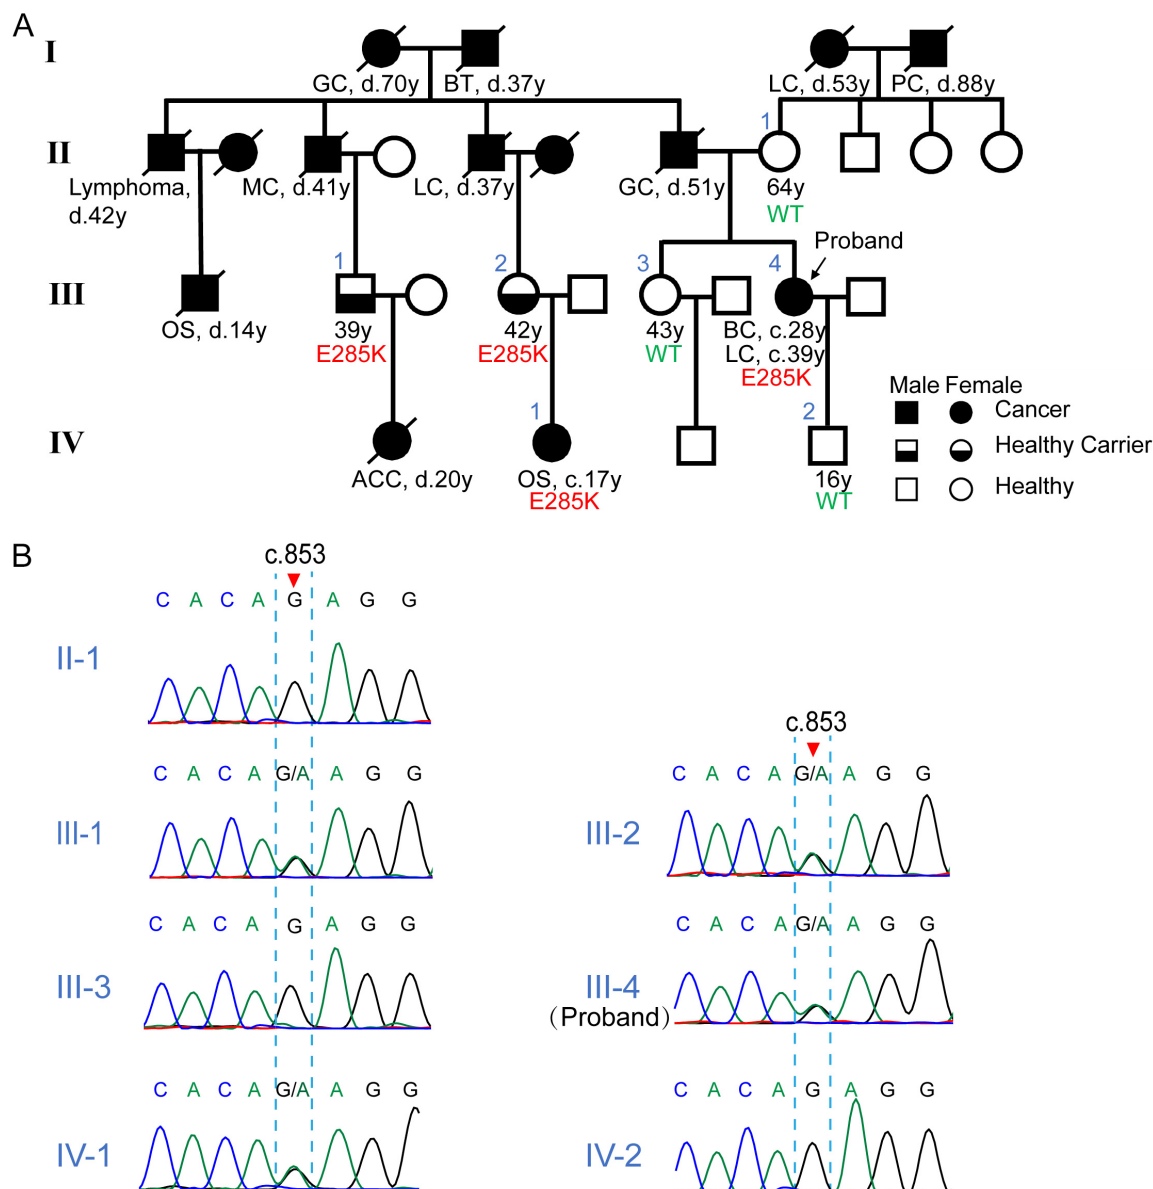 A
I
GC, d.70y BT, d.37y
LC, d.53y PC, d.88y
II
1
Lymphoma,
d.42y
MC, d.41y
LC, d.37y
GC, d.51y
64y
WT
Proband
III
1
2
3
4
OS, d.14y
39y
E285K
42y
E285K
43y
WT
BC, c.28y
LC, c.39y
E285K
Male Female
Cancer
Healthy Carrier
Healthy
IV
1
2
ACC, d.20y
OS, c.17y
E285K
16y
WT
B
c.853
C A C A G A G G
II-1
c.853
C A C A G/A A G G
III-1
C A C A G/A A G G
III-2
C A C A G A G G
III-3
C A C A G/A A G G
III-4
(Proband)
C A C A G/A A G G
IV-1
C A C A G A G G
IV-2